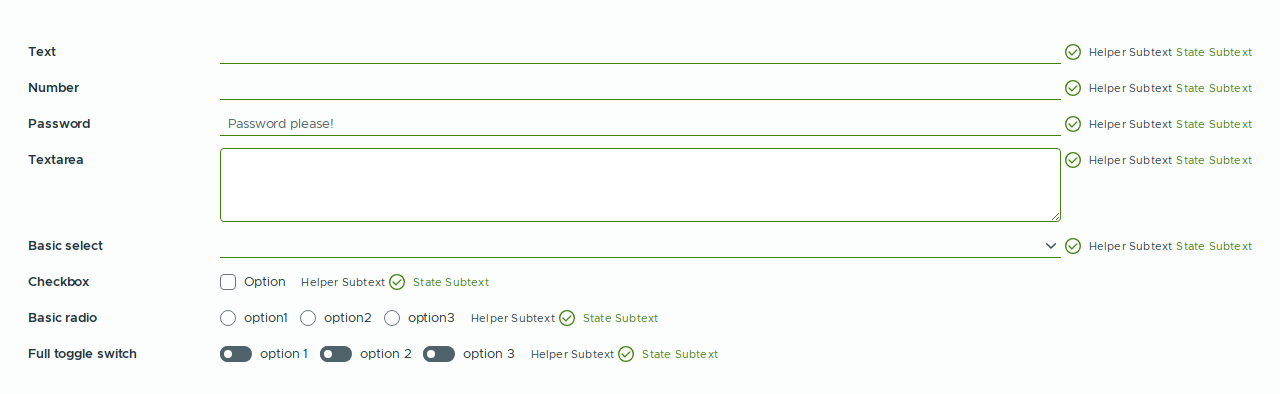 Text Helper Subtext State Subtext
Number Helper Subtext State Subtext
Password Password please! Helper Subtext State Subtext
Textarea Helper Subtext State Subtext
Basic select Helper Subtext State Subtext
Checkbox Option Helper Subtext State Subtext
Basic radio option1 option2 option3 Helper Subtext State Subtext
Full toggle switch option 1 option 2 option 3 Helper Subtext State Subtext